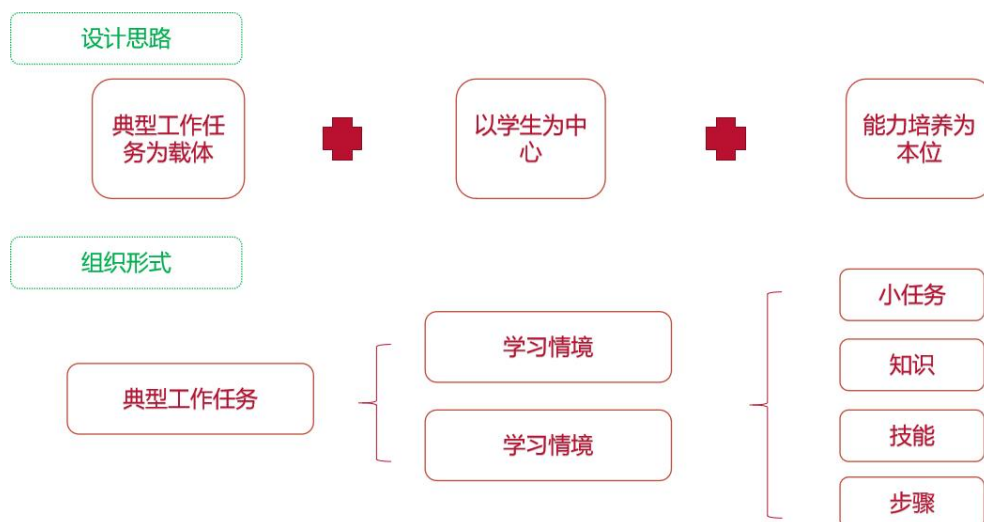 设计思路
典型工作任
务为载体
以学生为中
心
能力培养为
本位
组织形式
典型工作任务
学习情境
学习情境
小任务
知识
技能
步骤